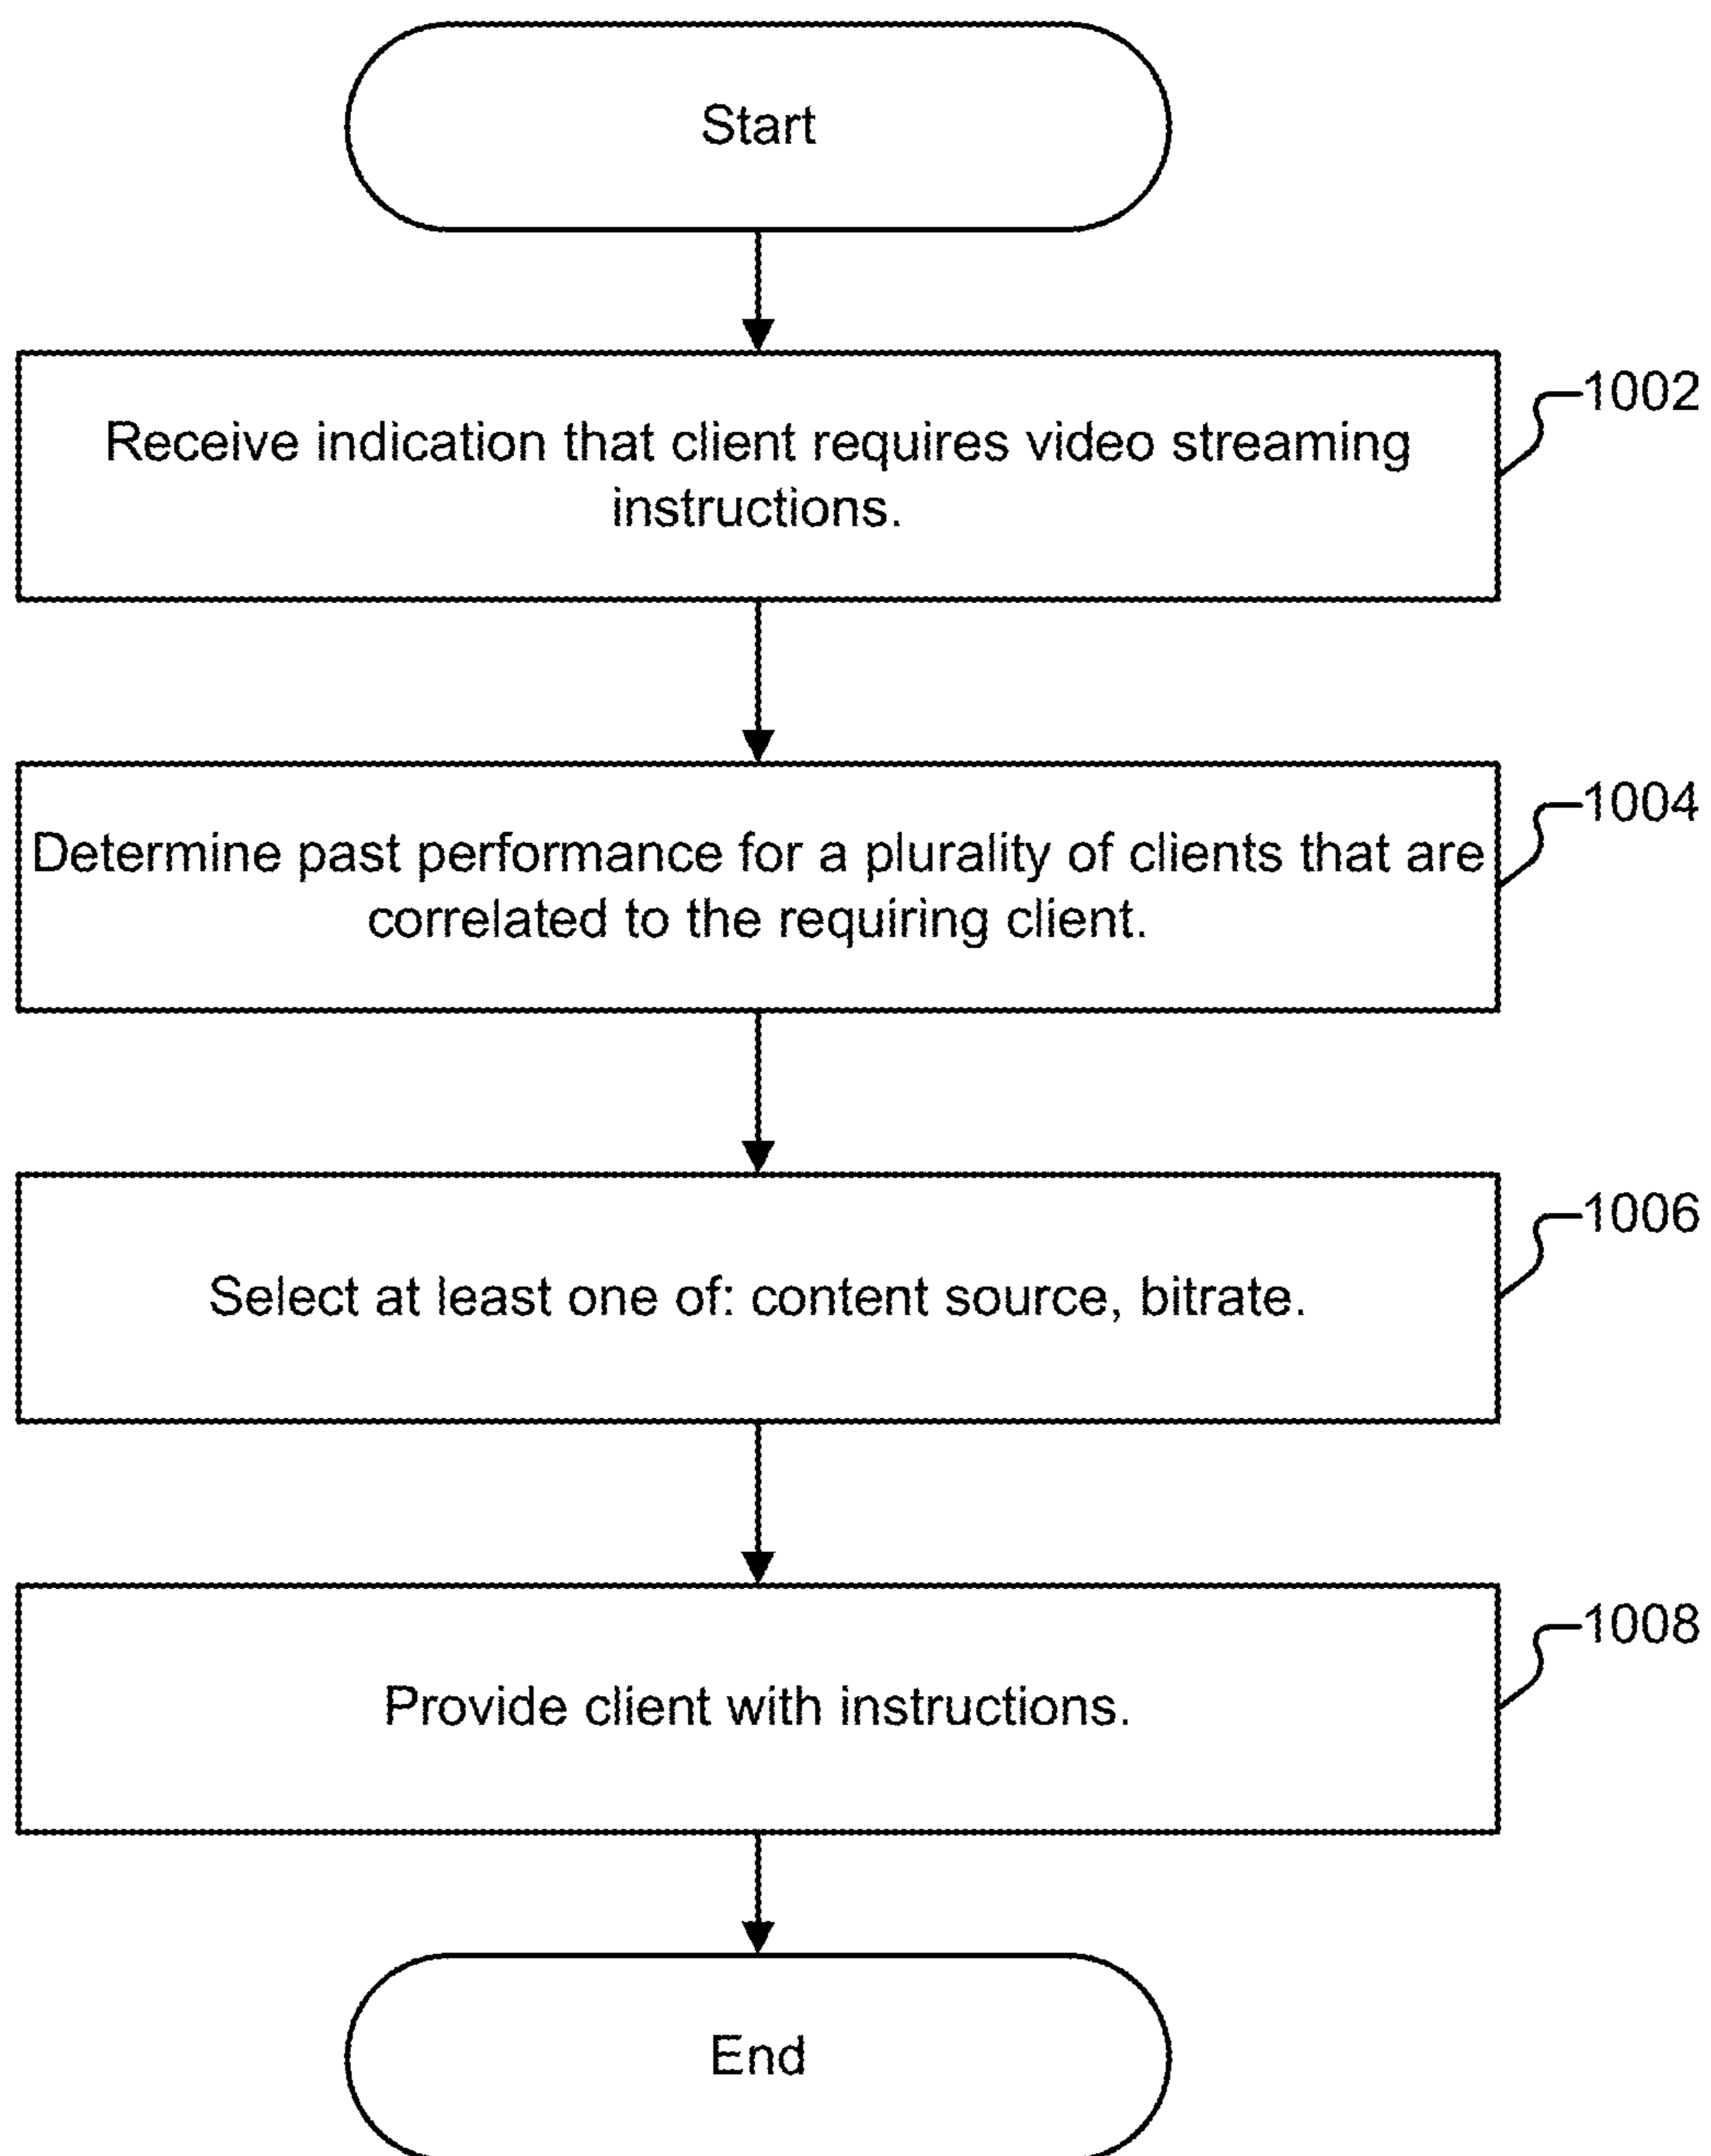 Start
1002
Receive indication that client requires video streaming
instructions.
1004
Determine past performance for a plurality of clients that are
correlated to the requiring client.
1006
Select at least one of: content source, bitrate.
1008
Provide client with instructions.
End